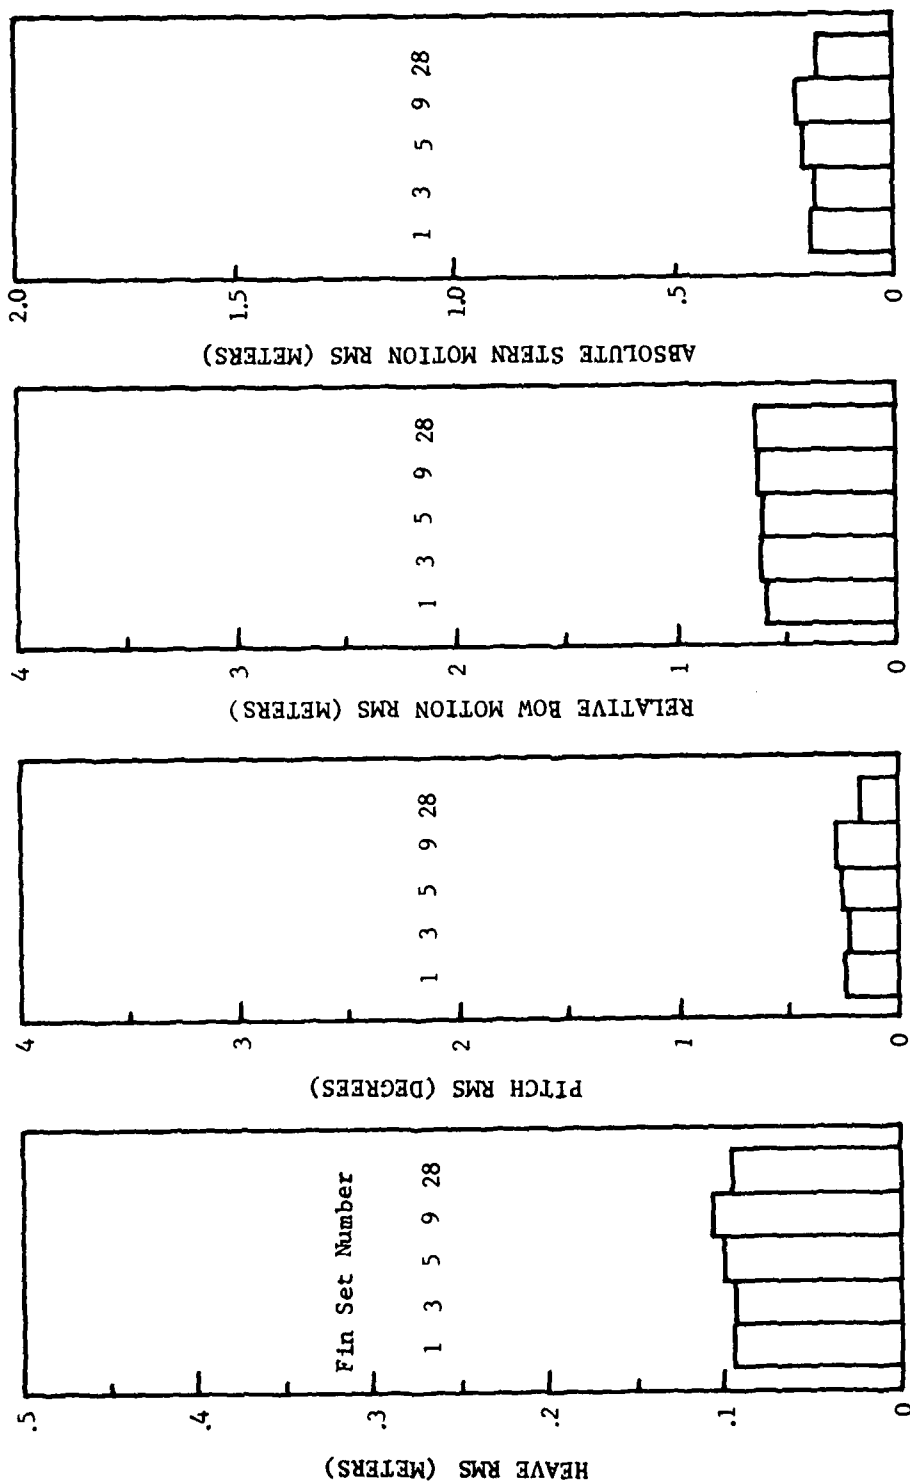 HEAVE RMS (METERS)
.5
.4
.3
.2
.1
0
Fin Set Number
1 3 5 9 28
PITCH RMS (DEGREES)
4
3
2
1
0
1 3 5 9 28
RELATIVE BOW MOTION RMS (METERS)
4
3
2
1
0
1 3 5 9 28
ABSOLUTE STERN MOTION RMS (METERS)
2.0
1.5
1.0
.5
0
1 3 5 9 28